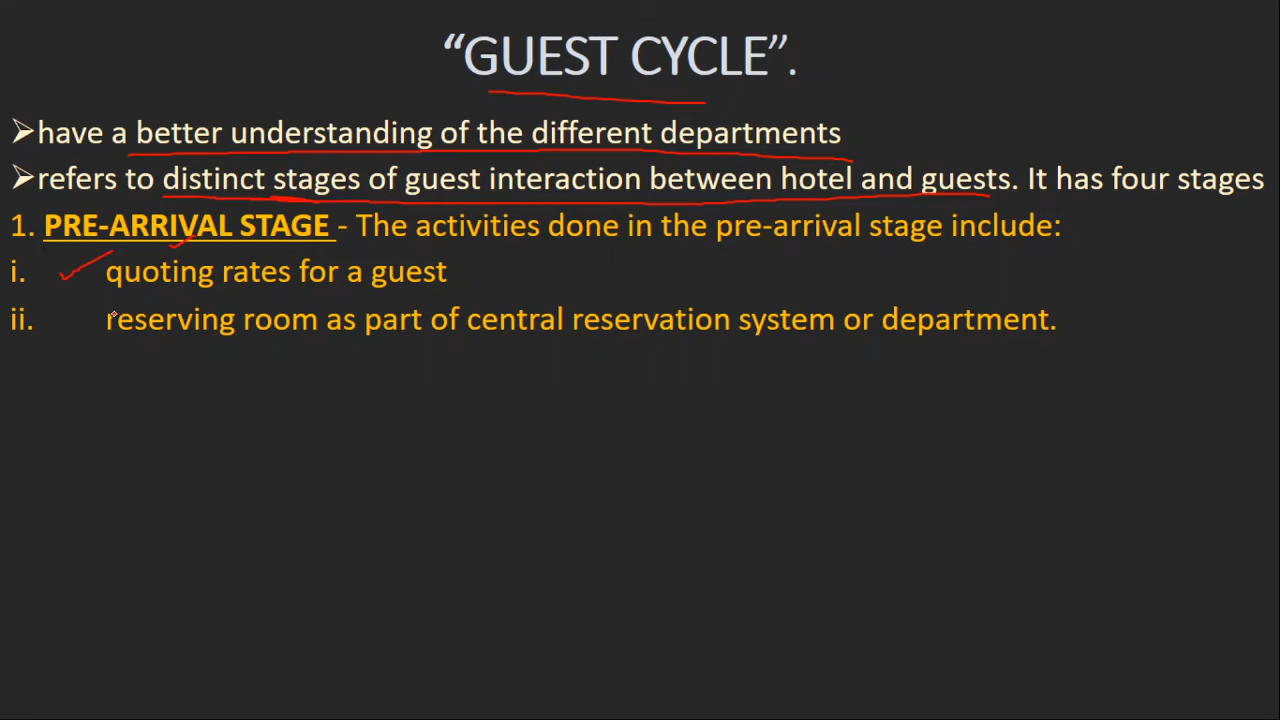 “GUEST CYCLE”.
➢have a better understanding of the different departments
➢refers to distinct stages of guest interaction between hotel and guests. It has four stages
1. PRE-ARRIVAL STAGE - The activities done in the pre-arrival stage include:
i. quoting rates for a guest
ii. reserving room as part of central reservation system or department.